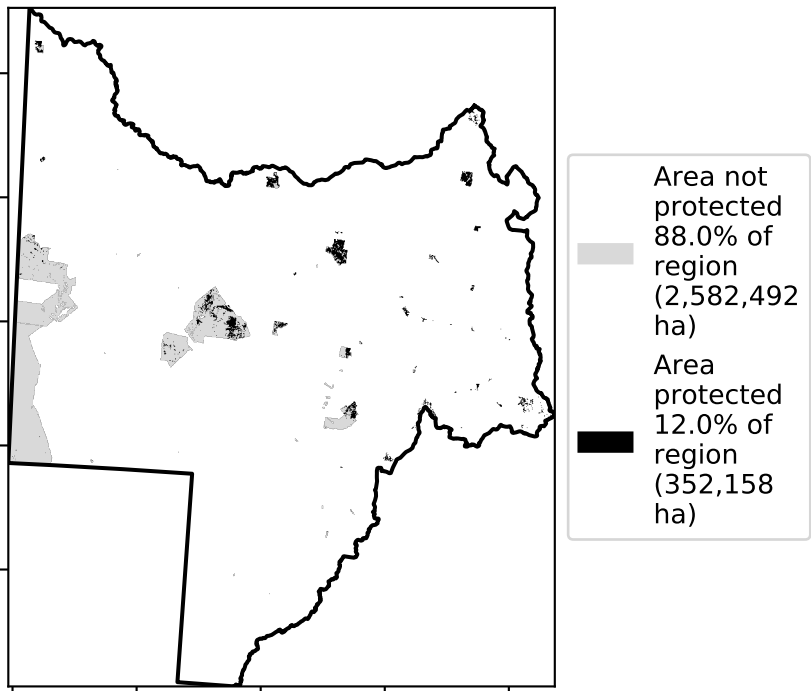 Area not
protected
88.0% of
region
(2,582,492
ha)
Area
protected
12.0% of
region
(352,158
ha)